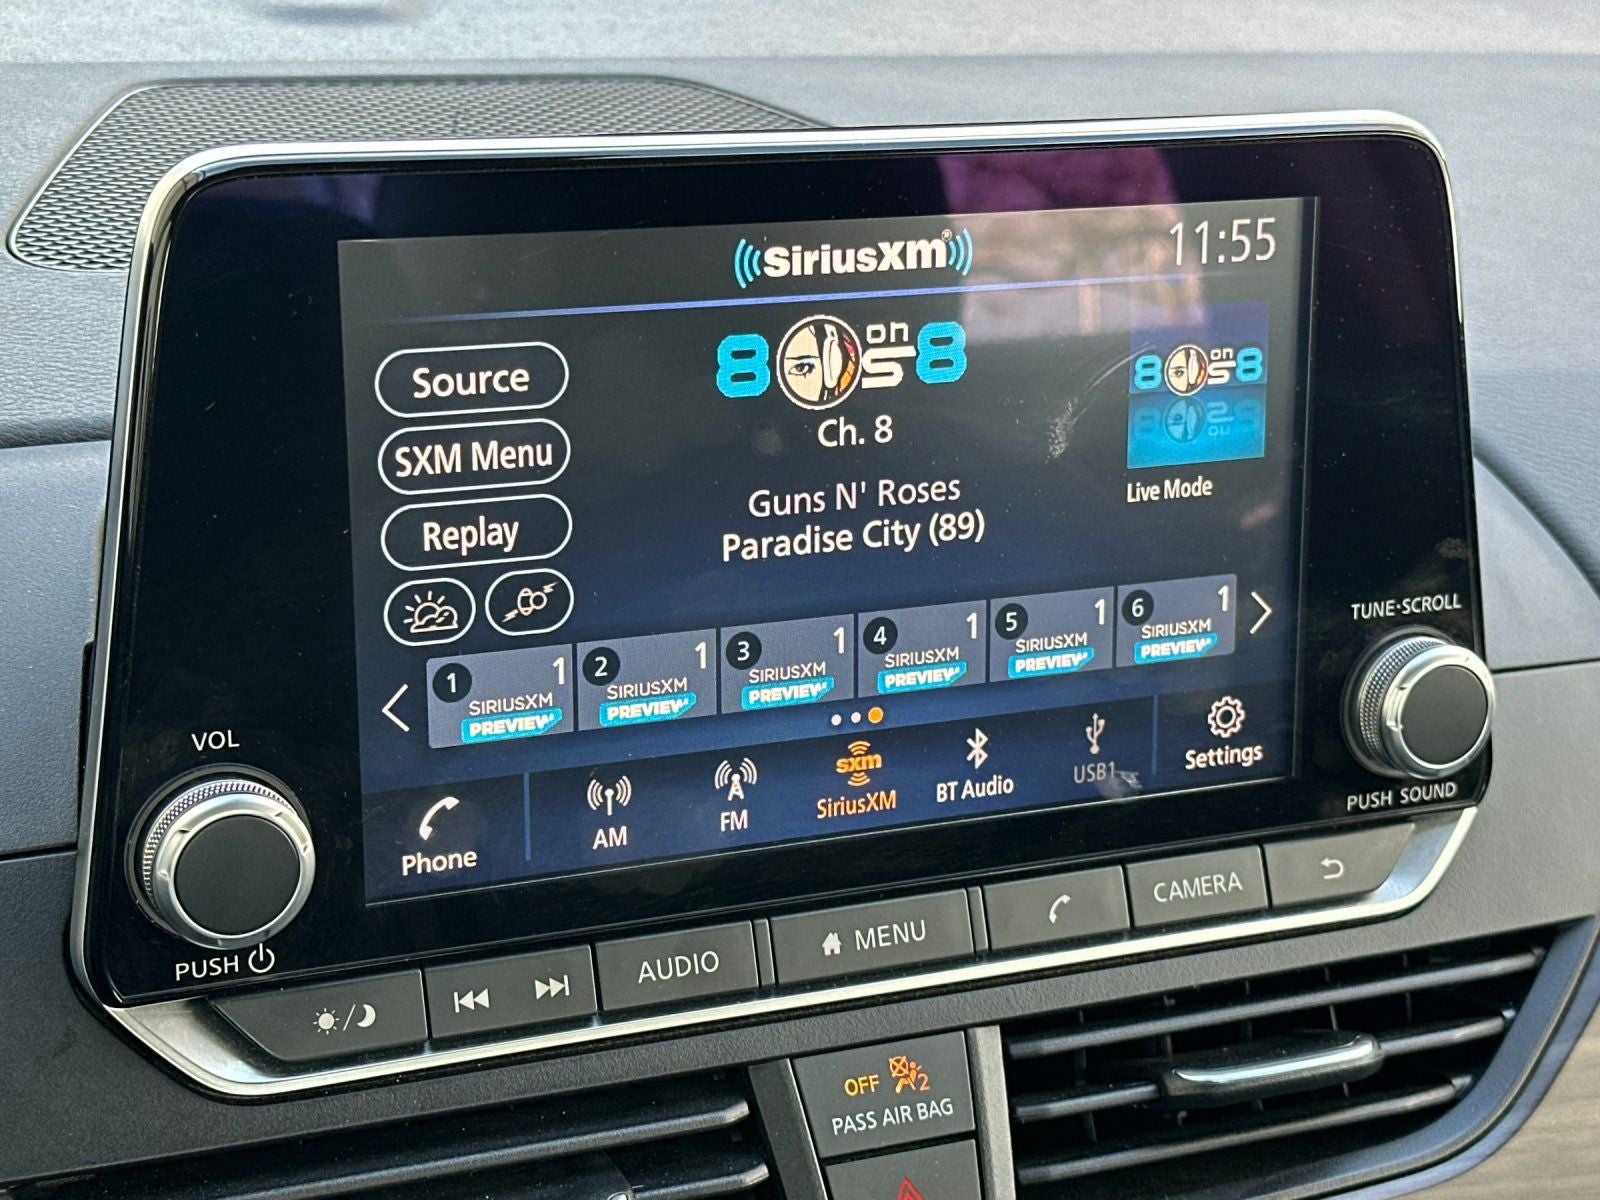 SiriusXM®
11:55
80s on 8
Ch. 8
Guns N' Roses
Paradise City (89)
80s on 8
Live Mode
Source
SXM Menu
Replay
1 1
SIRIUSXM
PREVIEW
2 1
SIRIUSXM
PREVIEW
3 1
SIRIUSXM
PREVIEW
4 1
SIRIUSXM
PREVIEW
5 1
SIRIUSXM
PREVIEW
6 1
SIRIUSXM
PREVIEW
Phone
AM
FM
sxm
SiriusXM
BT Audio
USB1
Settings
VOL
PUSH
TUNE·SCROLL
PUSH SOUND
AUDIO
MENU
CAMERA
OFF 2
PASS AIR BAG